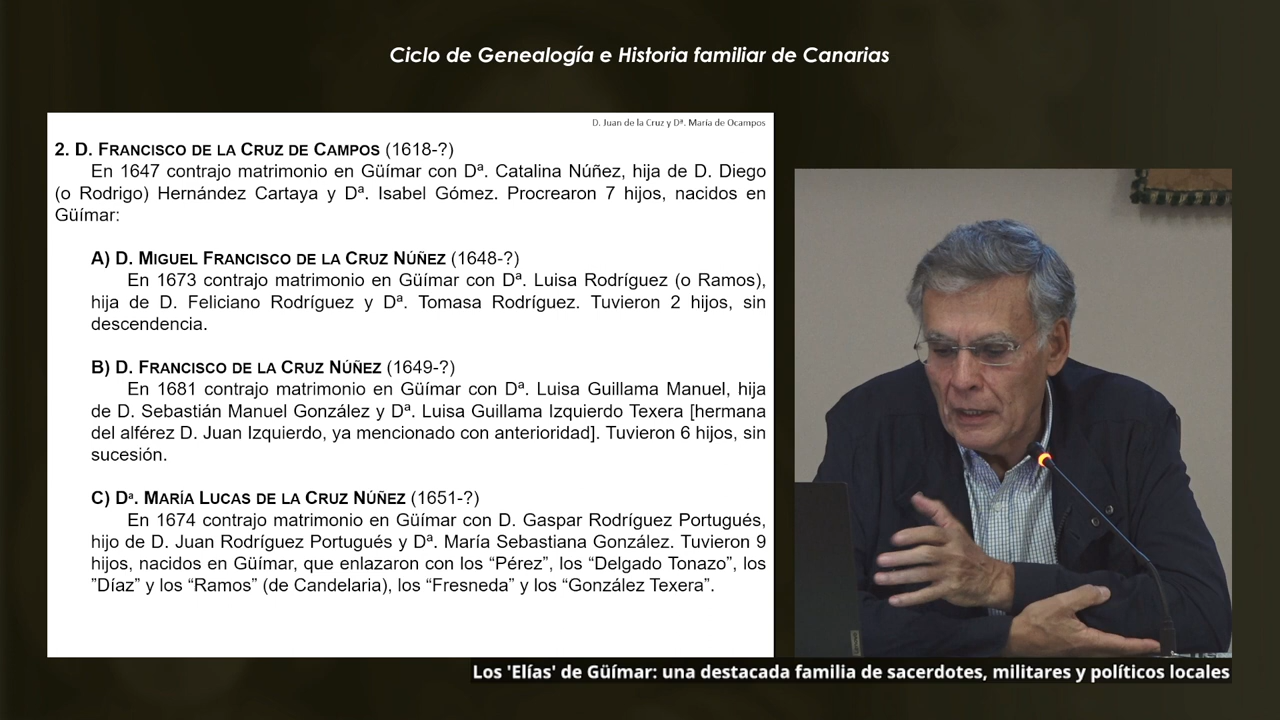 Ciclo de Genealogía e Historia familiar de Canarias
D. Juan de la Cruz y Dª. María de Ocampos
2. D. FRANCISCO DE LA CRUZ DE CAMPOS (1618-?)
En 1647 contrajo matrimonio en Güímar con Dª. Catalina Núñez, hija de D. Diego
(o Rodrigo) Hernández Cartaya y Dª. Isabel Gómez. Procrearon 7 hijos, nacidos en
Güímar:
A) D. MIGUEL FRANCISCO DE LA CRUZ NÚÑEZ (1648-?)
En 1673 contrajo matrimonio en Güímar con Dª. Luisa Rodríguez (o Ramos),
hija de D. Feliciano Rodríguez y Dª. Tomasa Rodríguez. Tuvieron 2 hijos, sin
descendencia.
B) D. FRANCISCO DE LA CRUZ NÚÑEZ (1649-?)
En 1681 contrajo matrimonio en Güímar con Dª. Luisa Guillama Manuel, hija
de D. Sebastián Manuel González y Dª. Luisa Guillama Izquierdo Texera [hermana
del alférez D. Juan Izquierdo, ya mencionado con anterioridad]. Tuvieron 6 hijos, sin
sucesión.
C) Dª. MARÍA LUCAS DE LA CRUZ NÚÑEZ (1651-?)
En 1674 contrajo matrimonio en Güímar con D. Gaspar Rodríguez Portugués,
hijo de D. Juan Rodríguez Portugués y Dª. María Sebastiana González. Tuvieron 9
hijos, nacidos en Güímar, que enlazaron con los “Pérez”, los “Delgado Tonazo”, los
”Díaz” y los “Ramos” (de Candelaria), los “Fresneda” y los “González Texera”.
Los 'Elías' de Güímar: una destacada familia de sacerdotes, militares y políticos locales